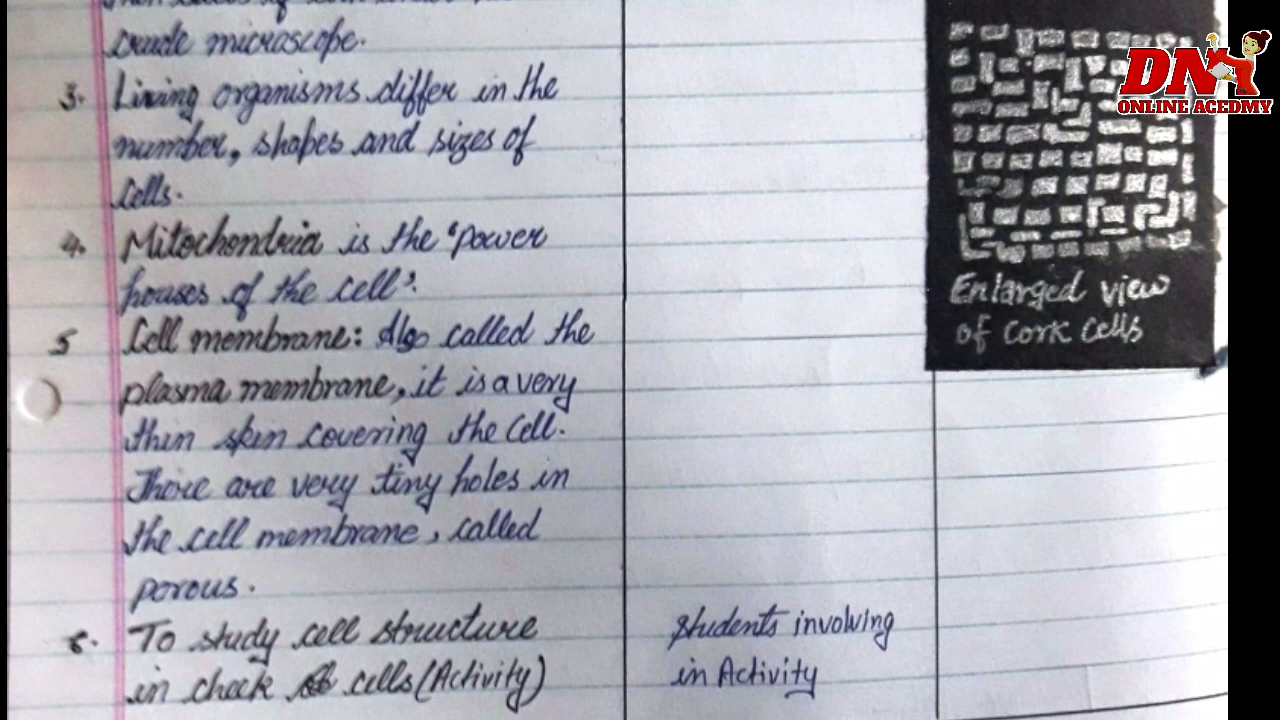 crude microscope.
3. Living organisms differ in the
number, shapes and sizes of
cells.
4. Mitochondria is the 'power
houses of the cell'.
5 Cell membrane: Also called the
plasma membrane, it is a very
thin skin covering the cell.
There are very tiny holes in
the cell membrane, called
porous.
6. To study cell structure
in check cells (Activity)
Students involving
in Activity
Enlarged view
of cork cells
DNA
ONLINE ACEDMY